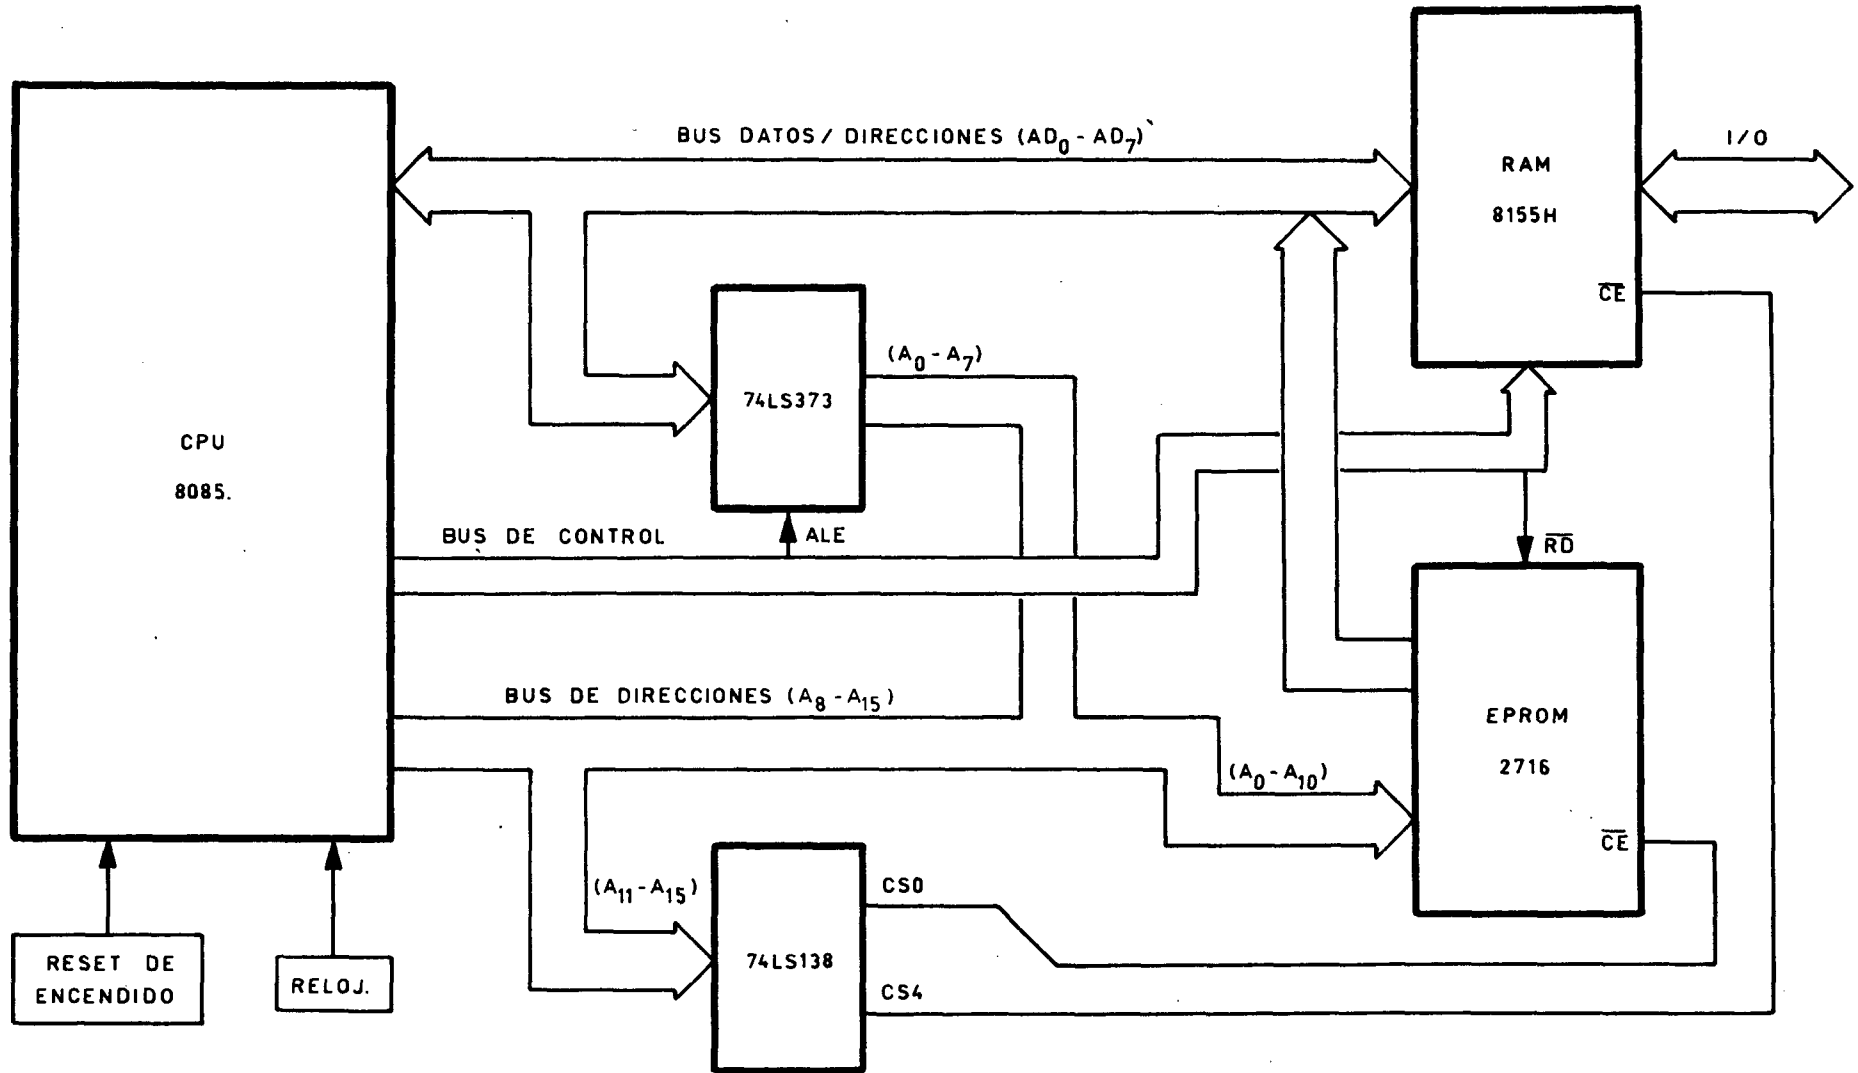 BUS DATOS/ DIRECCIONES (AD0 - AD7)
RAM
8155H
I/O
CE
CPU
8085.
74LS373
(A0 - A7)
BUS DE CONTROL
ALE
RD
BUS DE DIRECCIONES (A8 - A15)
EPROM
2716
(A0 - A10)
CE
(A11 - A15)
74LS138
CS0
CS4
RESET DE
ENCENDIDO
RELOJ.